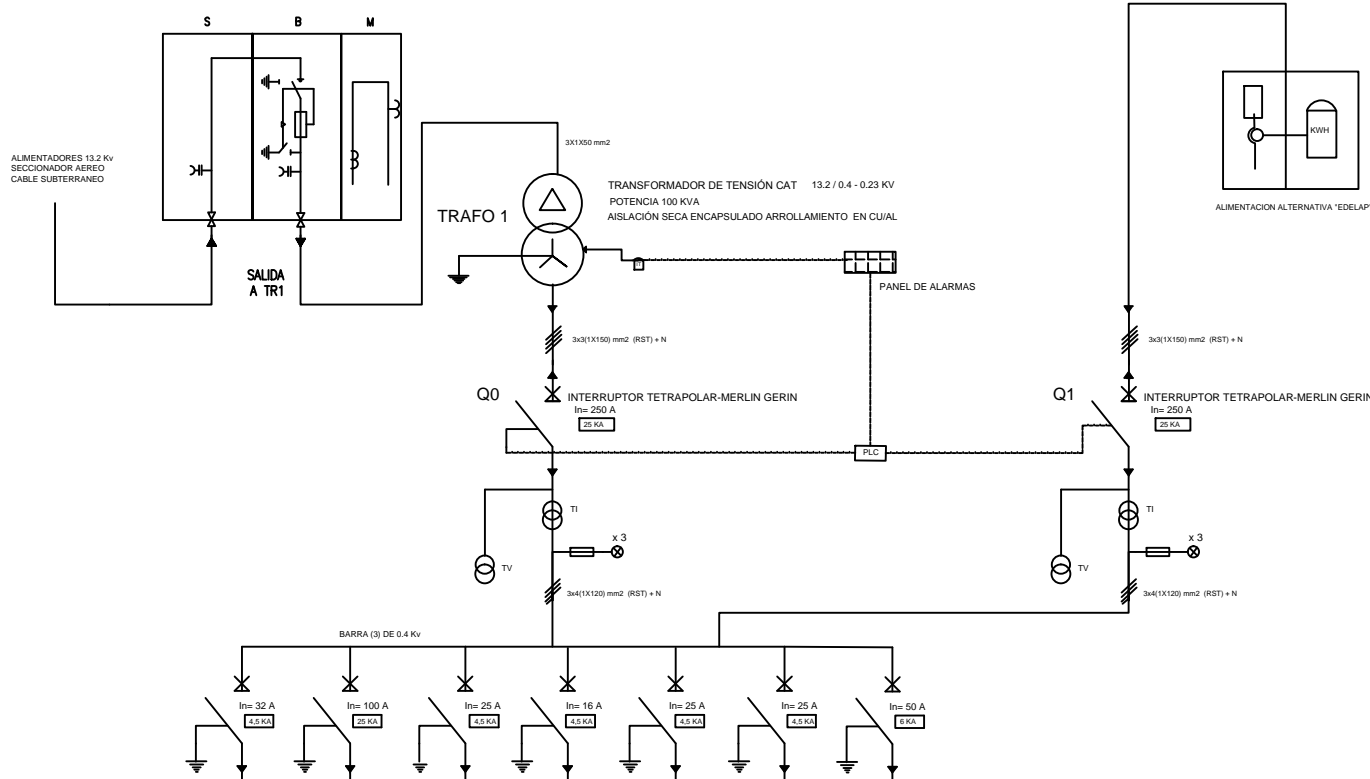 S
B
M
ALIMENTADORES 13.2 Kv
SECCIONADOR AEREO
CABLE SUBTERRANEO
SALIDA
A TR1
3X1X50 mm2
TRAFO 1
TRANSFORMADOR DE TENSIÓN CAT 13.2 / 0.4 - 0.23 KV
POTENCIA 100 KVA
AISLACIÓN SECA ENCAPSULADO ARROLLAMIENTO EN CU/AL
PANEL DE ALARMAS
KWH
ALIMENTACION ALTERNATIVA "EDELAP"
3x3(1X150) mm2 (RST) + N
3x3(1X150) mm2 (RST) + N
Q0
INTERRUPTOR TETRAPOLAR-MERLIN GERIN
In= 250 A
25 KA
Q1
INTERRUPTOR TETRAPOLAR-MERLIN GERIN
In= 250 A
25 KA
PLC
TI
x 3
TV
3x4(1X120) mm2 (RST) + N
TI
x 3
TV
3x4(1X120) mm2 (RST) + N
BARRA (3) DE 0.4 Kv
In= 32 A
4,5 KA
In= 100 A
25 KA
In= 25 A
4,5 KA
In= 16 A
4,5 KA
In= 25 A
4,5 KA
In= 25 A
4,5 KA
In= 50 A
6 KA